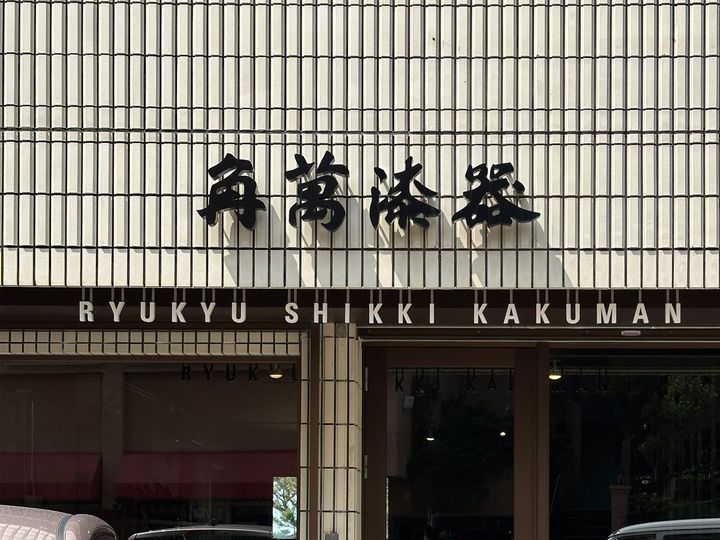 角萬漆器
RYUKYU SHIKKI KAKUMAN